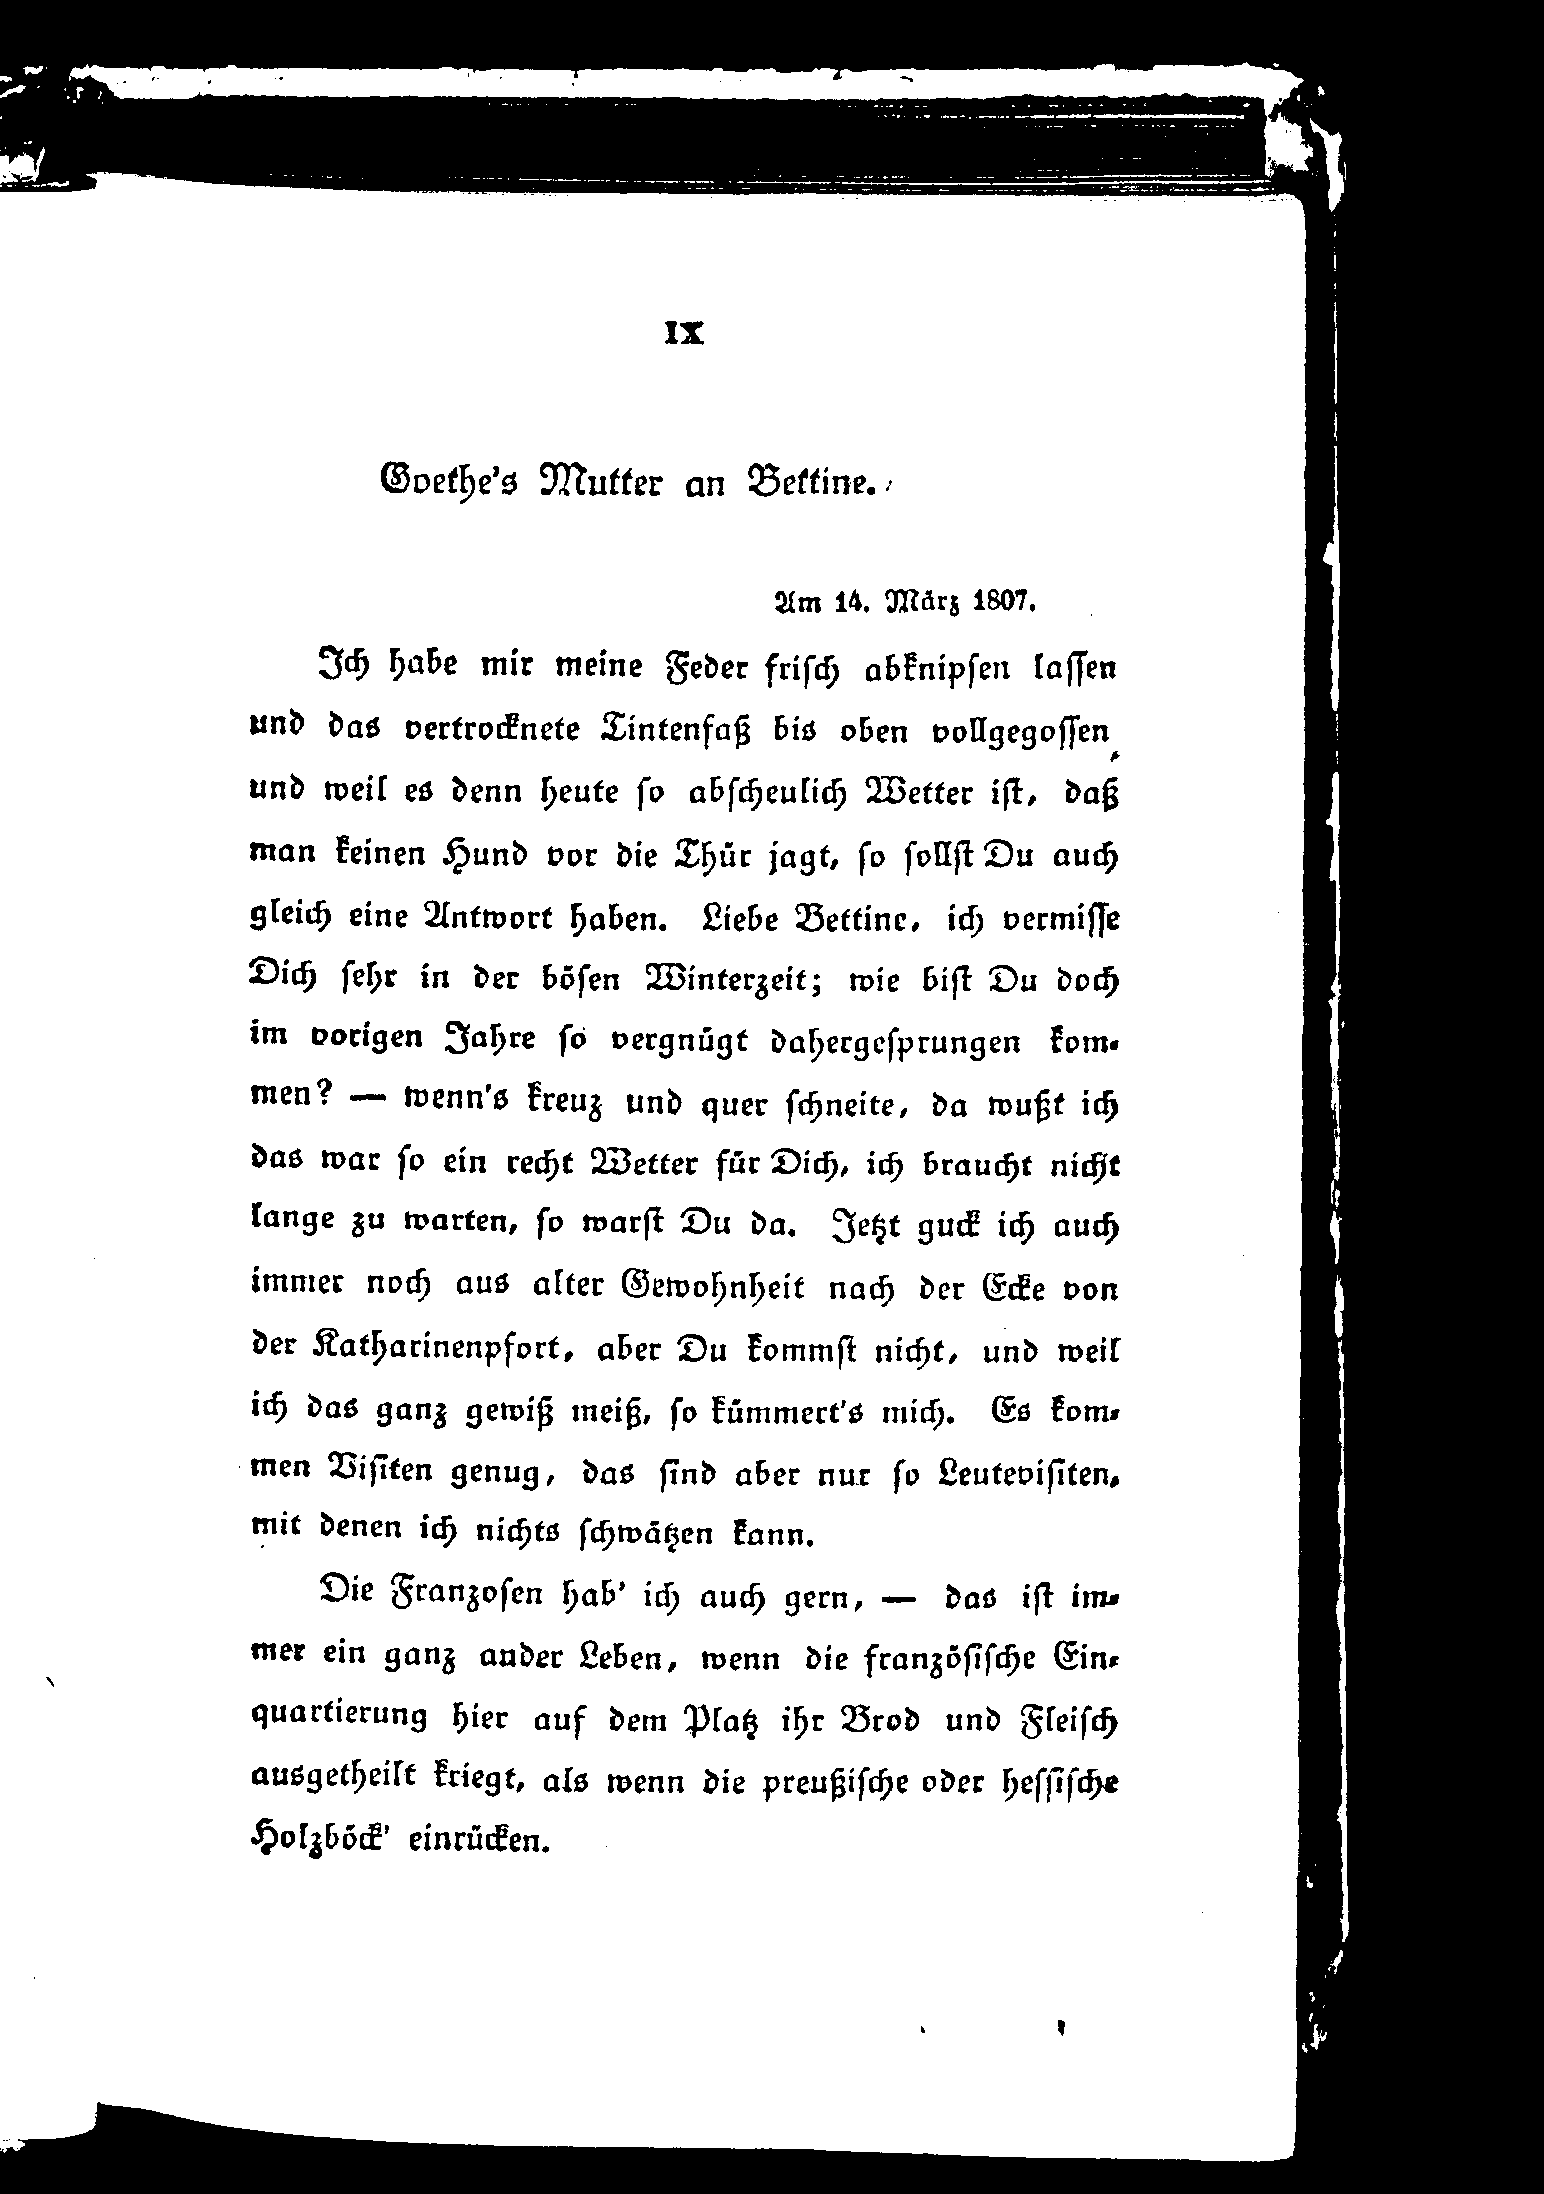 IX
Goethe's Mutter an Bettine.
Am 14. März 1807.
Ich habe mir meine Feder friſch abknipſen laſſen
und das vertrocknete Tintenfaß bis oben vollgegoſſen,
und weil es denn heute ſo abſcheulich Wetter iſt, daß
man keinen Hund vor die Thür jagt, ſo ſollſt Du auch
gleich eine Antwort haben. Liebe Bettine, ich vermiſſe
Dich ſehr in der böſen Winterzeit; wie biſt Du doch
im vorigen Jahre ſo vergnügt dahergeſprungen kom-
men? — wenn's kreuz und quer ſchneite, da wußt ich
das war ſo ein recht Wetter für Dich, ich braucht nicht
lange zu warten, ſo warſt Du da. Jetzt guck ich auch
immer noch aus alter Gewohnheit nach der Ecke von
der Katharinenpfort, aber Du kommſt nicht, und weil
ich das ganz gewiß meiß, ſo kümmert's mich. Es kom-
men Viſiten genug, das ſind aber nur ſo Leuteviſiten,
mit denen ich nichts ſchwätzen kann.
Die Franzoſen hab' ich auch gern, — das iſt im-
mer ein ganz ander Leben, wenn die franzöſiſche Ein-
quartierung hier auf dem Platz ihr Brod und Fleiſch
ausgetheilt kriegt, als wenn die preußiſche oder heſſiſche
Holzböck' einrücken.